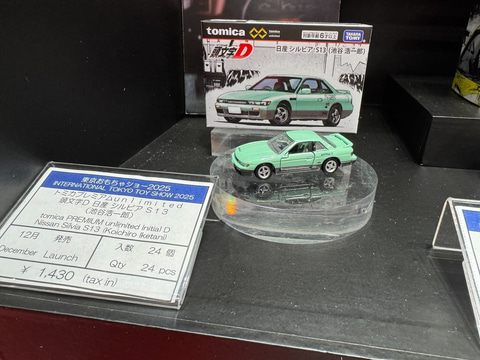 tomica
tomica
premium
unlimited
TAKARA
TOMY
頭文字D
日産 シルビア S13 (池谷 浩一郎)
東京おもちゃショー2025
INTERNATIONAL TOKYO TOY SHOW 2025
トミカプレミアムunlimited
頭文字D 日産 シルビア S13
(池谷浩一郎)
tomica PREMIUM unlimited Initial D
Nissan Silvia S13 (Koichiro Iketani)
12月 発売 入数 24 個
December Launch Qty 24 pcs
￥ 1,430 (tax in)